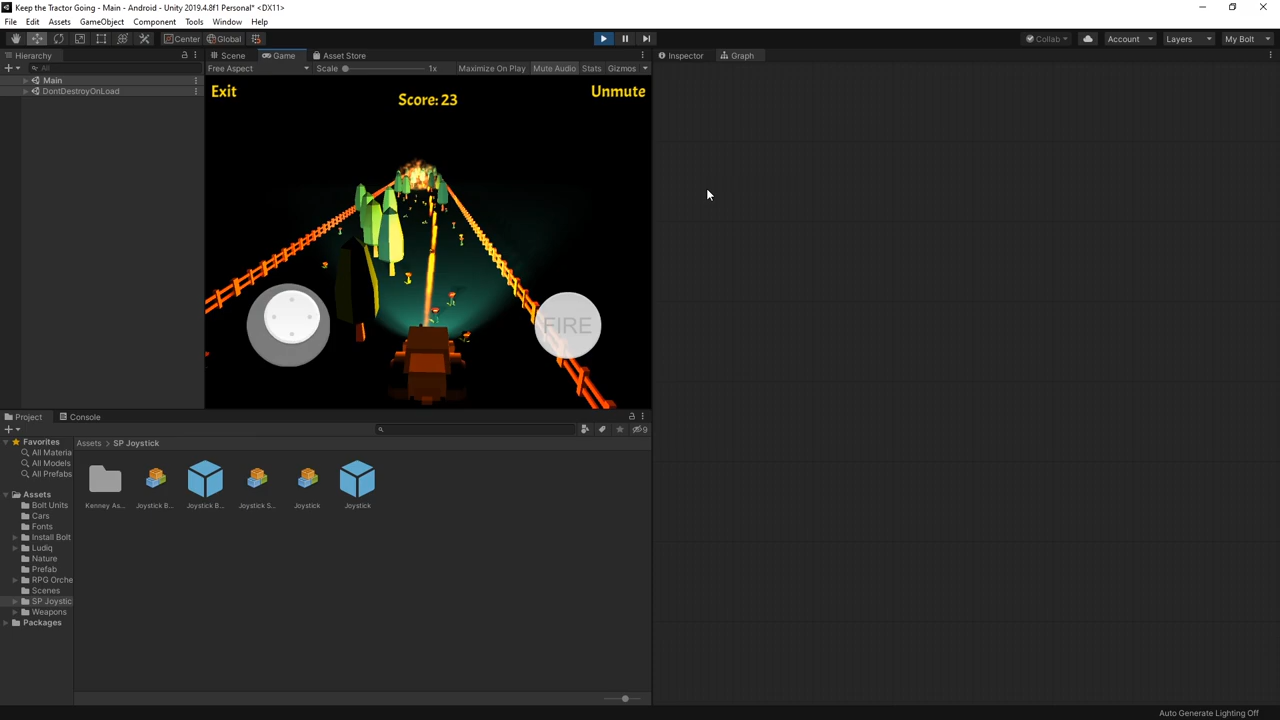 Keep the Tractor Going - Main - Android - Unity 2019.4.8f1 Personal* <DX11>
File Edit Assets GameObject Component Tools Window Help
Center Global Collab Account Layers My Bolt
Hierarchy Scene Game Asset Store Inspector Graph
All Free Aspect Scale 1x Maximize On Play Mute Audio Stats Gizmos
Main
DontDestroyOnLoad
Exit Score: 23 Unmute
FIRE
Project Console
9
Favorites Assets > SP Joystick
All Materia
All Models
All Prefabs
Assets
Bolt Units Kenney As... Joystick B... Joystick B... Joystick S... Joystick Joystick
Cars
Fonts
Install Bolt
Ludiq
Nature
Prefab
RPG Orche
Scenes
SP Joystic
Weapons
Packages
Auto Generate Lighting Off